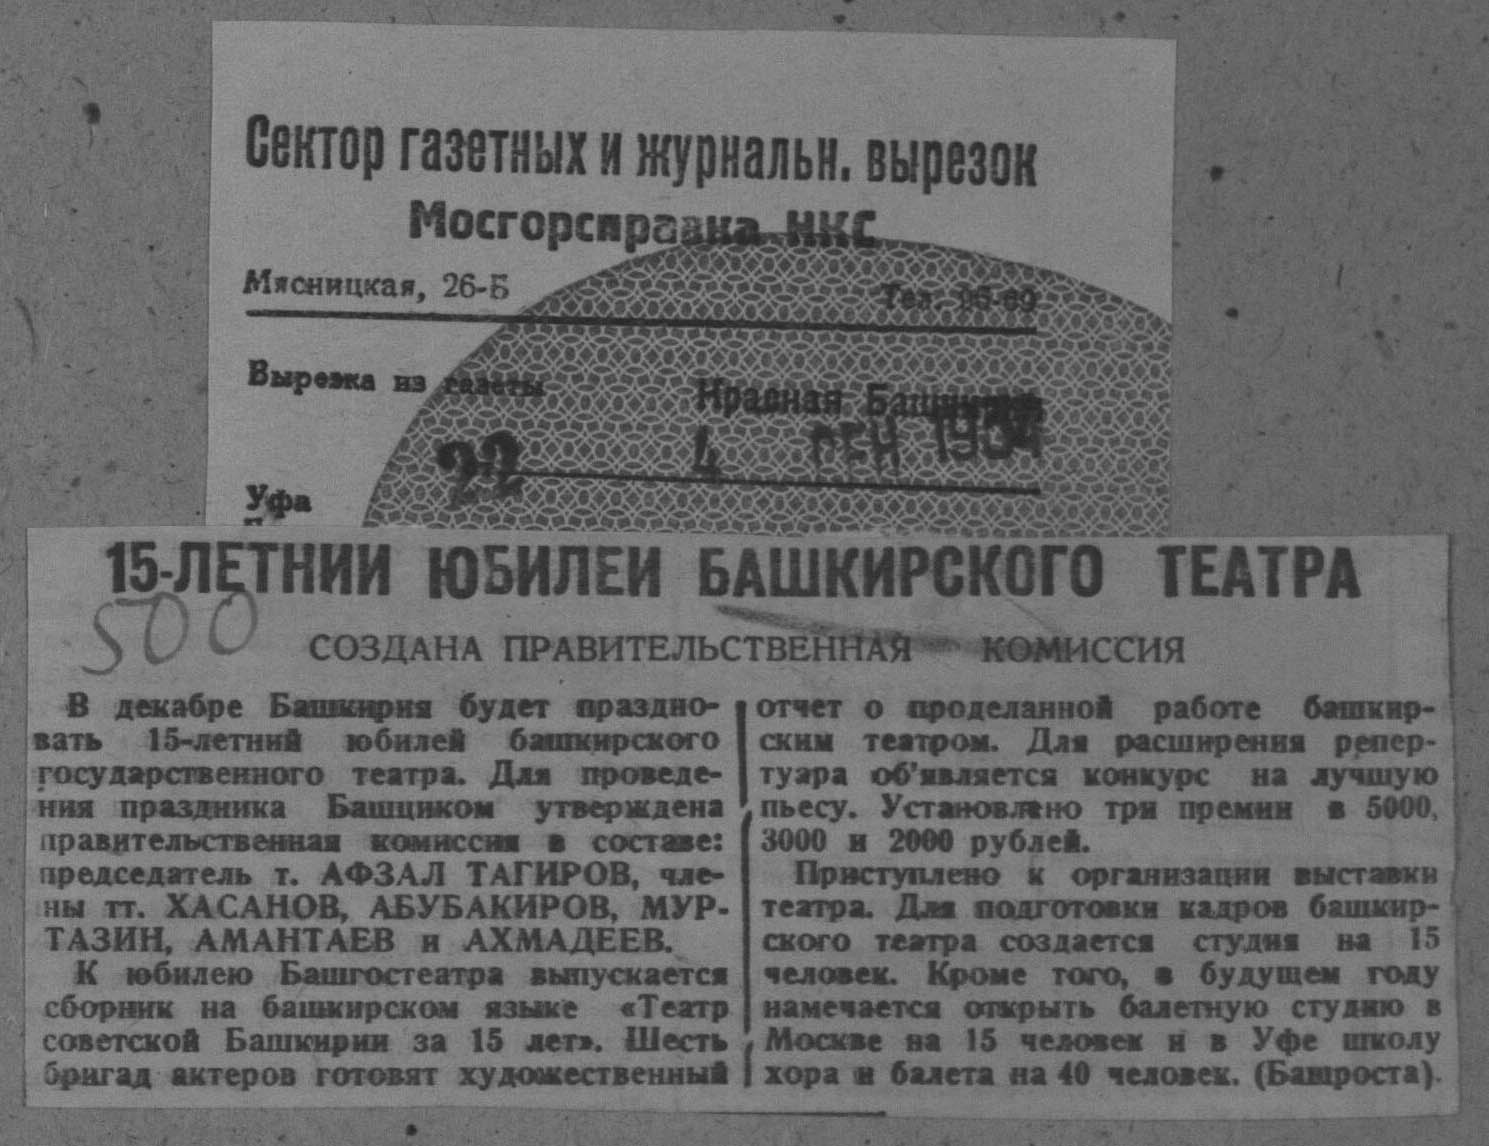 Сектор газетных и журнальн. вырезок
Мосгорсправка НКС
Мясницкая, 26-Б
Тел. 96-69
Вырезка из газеты
Красная Башкирия
22 4 СЕН 1934
Уфа
15-ЛЕТНИЙ ЮБИЛЕЙ БАШКИРСКОГО ТЕАТРА
500
СОЗДАНА ПРАВИТЕЛЬСТВЕННАЯ КОМИССИЯ
В декабре Башкирия будет праздно-
вать 15-летний юбилей башкирского
государственного театра. Для проведе-
ния праздника Башциком утверждена
правительственная комиссия в составе:
председатель т. АФЗАЛ ТАГИРОВ, чле-
ны тт. ХАСАНОВ, АБУБАКИРОВ, МУР-
ТАЗИН, АМАНТАЕВ и АХМАДЕЕВ.
К юбилею Башгостеатра выпускается
сборник на башкирском языке «Театр
советской Башкирии за 15 лет». Шесть
бригад актеров готовят художественный
отчет о проделанной работе башкир-
ским театром. Для расширения репер-
туара об'является конкурс на лучшую
пьесу. Установлено три премии в 5000,
3000 и 2000 рублей.
Приступлено к организации выставки
театра. Для подготовки кадров башкир-
ского театра создается студия на 15
человек. Кроме того, в будущем году
намечается открыть балетную студию в
Москве на 15 человек и в Уфе школу
хора и балета на 40 человек. (Башроста).